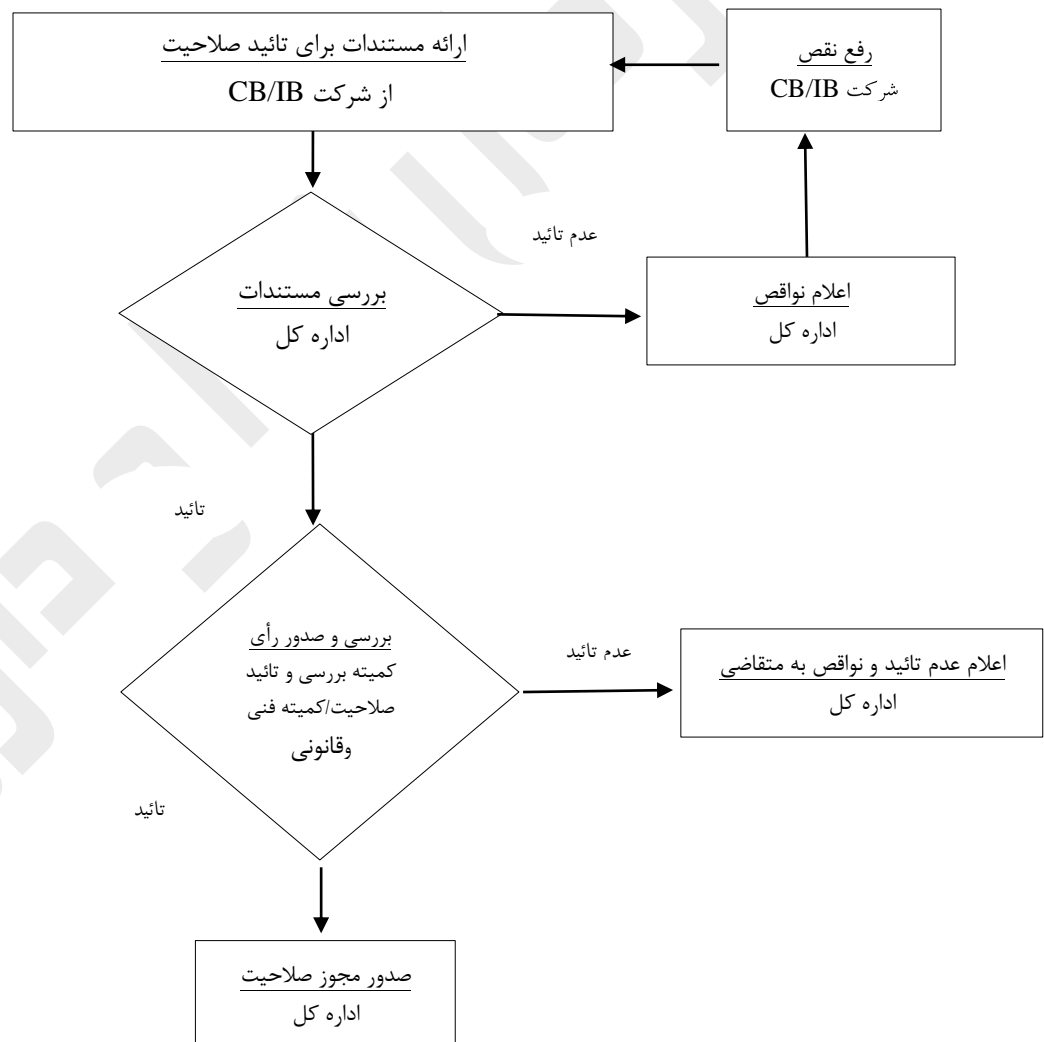 ارائه مستندات برای تائید صلاحیت
از شرکت CB/IB
رفع نقص
شرکت CB/IB
عدم تائید
بررسی مستندات
اداره کل
اعلام نواقص
اداره کل
تائید
بررسی و صدور رأی
کمیته بررسی و تائید
صلاحیت/کمیته فنی
وقانونی
عدم تائید
اعلام عدم تائید و نواقص به متقاضی
اداره کل
تائید
صدور مجوز صلاحیت
اداره کل